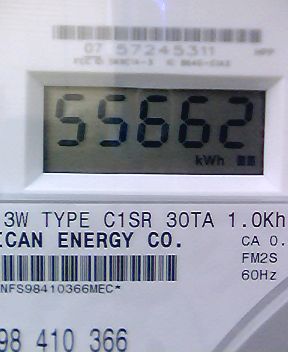 07 57245311 MPP
55662
kWh
3W TYPE C1SR 30TA 1.0Kh
ICAN ENERGY CO.
CA 0.
FM2S
NFS98410366MEC*
60Hz
98 410 366